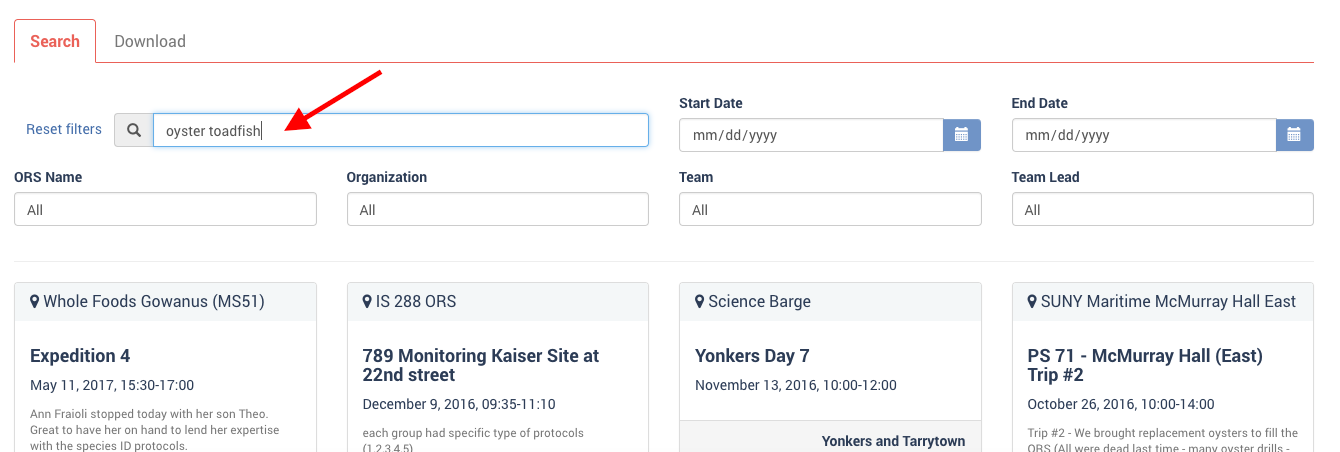 Search
Download
Reset filters
oyster toadfish
Start Date
mm/dd/yyyy
End Date
mm/dd/yyyy
ORS Name
All
Organization
All
Team
All
Team Lead
All
Whole Foods Gowanus (MS51)
Expedition 4
May 11, 2017, 15:30-17:00
Ann Fraioli stopped today with her son Theo.
Great to have her on hand to lend her expertise
with the species ID protocols.
IS 288 ORS
789 Monitoring Kaiser Site at
22nd street
December 9, 2016, 09:35-11:10
each group had specific type of protocols
(1,2,3,4,5)
Science Barge
Yonkers Day 7
November 13, 2016, 10:00-12:00
Yonkers and Tarrytown
SUNY Maritime McMurray Hall East
PS 71 - McMurray Hall (East)
Trip #2
October 26, 2016, 10:00-14:00
Trip #2 - We brought replacement oysters to fill the
ORS (All were dead last time - many oyster drills -